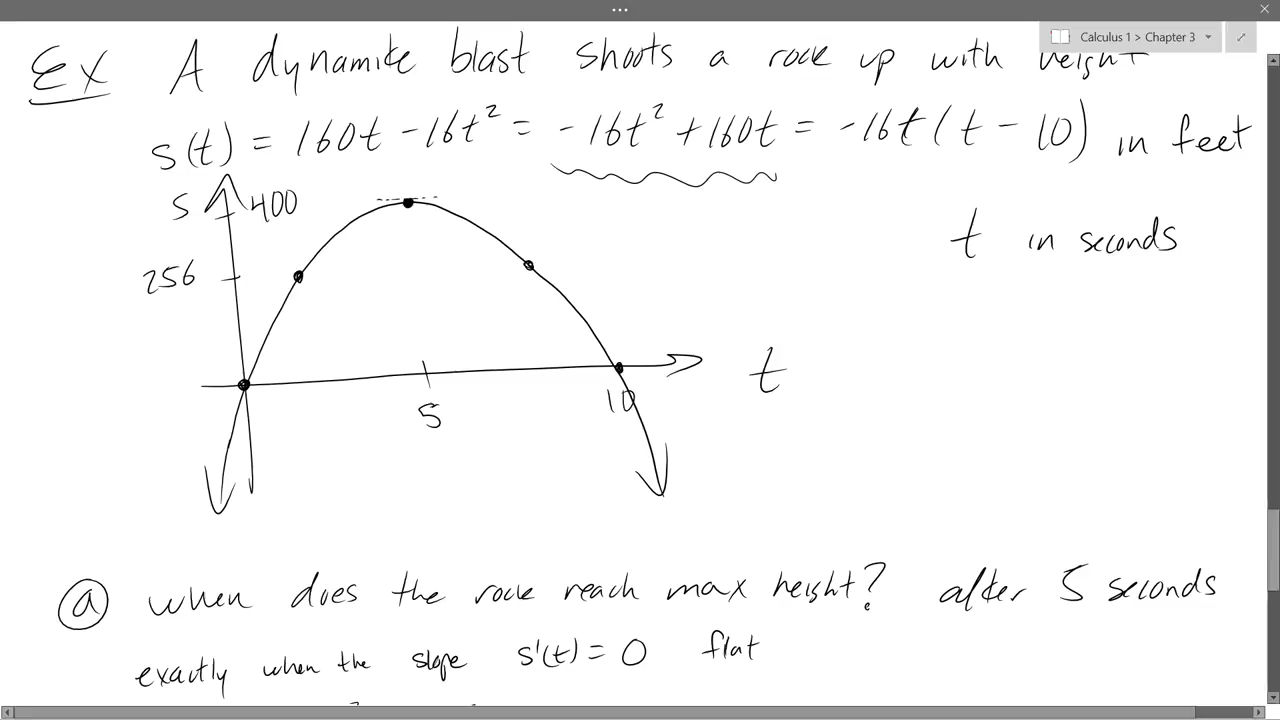 Calculus 1 > Chapter 3
Ex A dynamite blast shoots a rock up with height
s(t) = 160t - 16t² = -16t² + 160t = -16t(t - 10) in feet
s 400
t in seconds
256
t
5
10
ⓐ when does the rock reach max height? after 5 seconds
exactly when the slope s'(t) = 0 flat